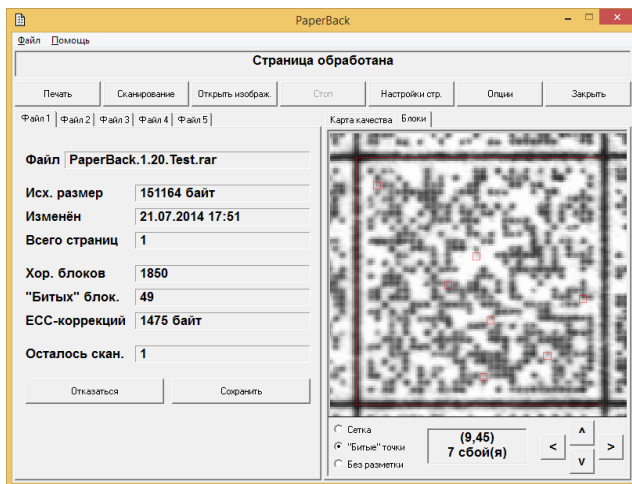 PaperBack
Файл Помощь
Страница обработана
Печать Сканирование Открыть изображ. Стоп Настройки стр. Опции Закрыть
Файл 1 Файл 2 Файл 3 Файл 4 Файл 5
Карта качества Блоки
Файл PaperBack.1.20.Test.rar
Исх. размер 151164 байт
Изменён 21.07.2014 17:51
Всего страниц 1
Хор. блоков 1850
"Битых" блок. 49
ECC-коррекций 1475 байт
Осталось скан. 1
Отказаться Сохранить
Сетка
"Битые" точки
Без разметки
(9,45)
7 сбой(я)
< ^ v >